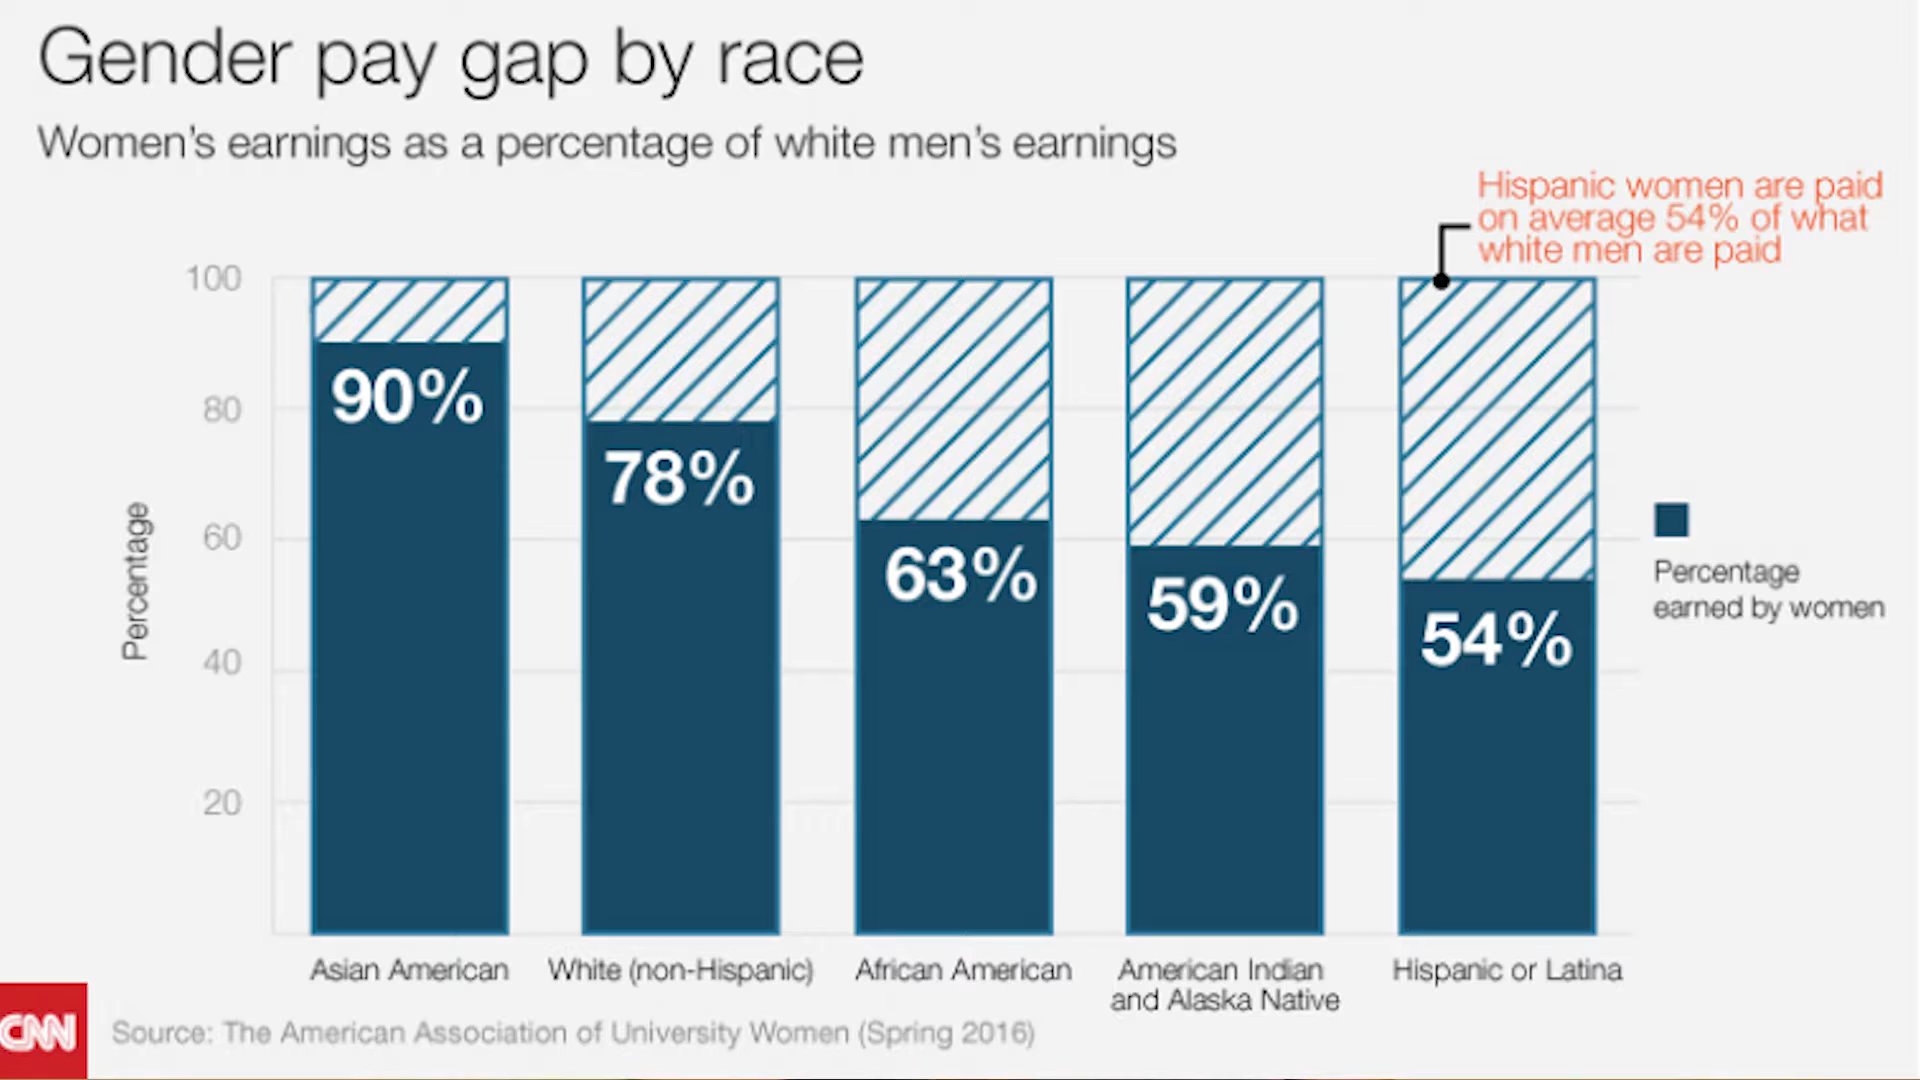 Gender pay gap by race
Women's earnings as a percentage of white men's earnings
Hispanic women are paid
on average 54% of what
white men are paid
100
80
60
40
20
Percentage
90%
78%
63%
59%
54%
Percentage
earned by women
Asian American
White (non-Hispanic)
African American
American Indian
and Alaska Native
Hispanic or Latina
CNN
Source: The American Association of University Women (Spring 2016)